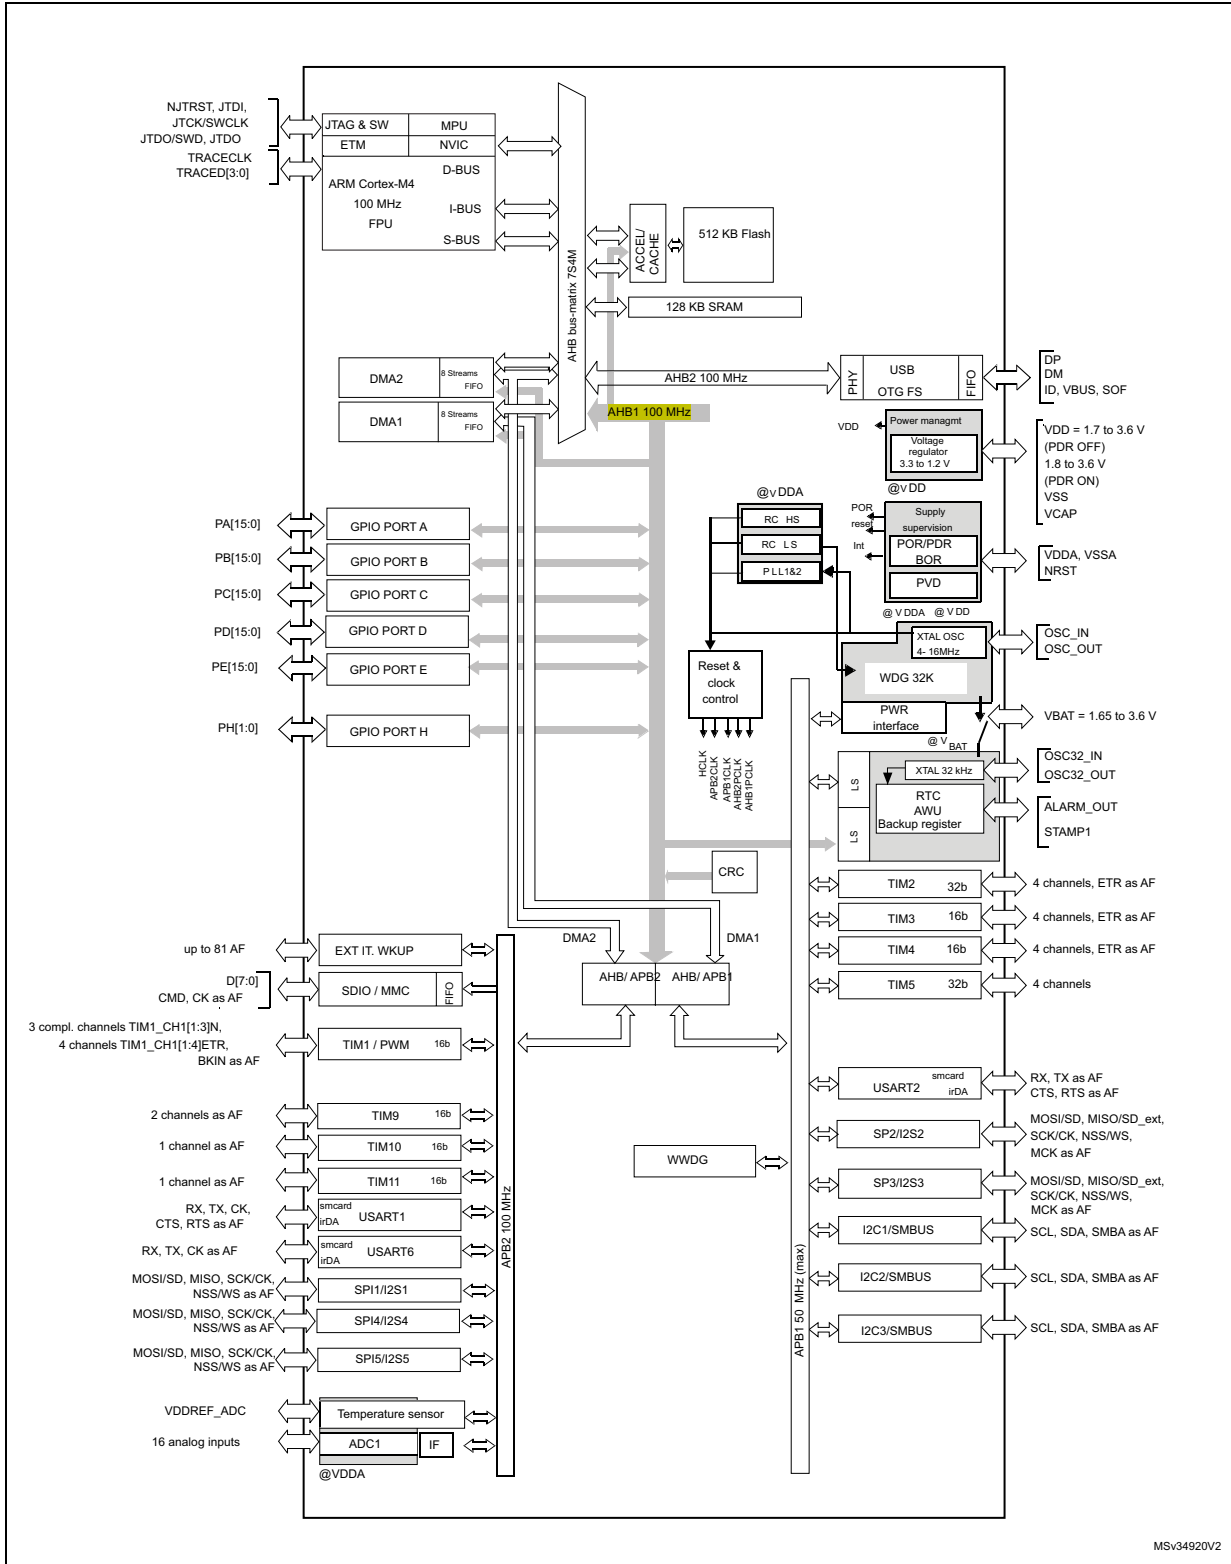 NJTRST, JTDI,
JTCK/SWCLK
JTDO/SWD, JTDO
TRACECLK
TRACED[3:0]
JTAG & SW
MPU
ETM
NVIC
D-BUS
ARM Cortex-M4
100 MHz
FPU
I-BUS
S-BUS
AHB bus-matrix 7S4M
ACCEL/
CACHE
512 KB Flash
128 KB SRAM
DMA2
8 Streams
FIFO
DMA1
8 Streams
FIFO
AHB2 100 MHz
AHB1 100 MHz
PHY
USB
OTG FS
FIFO
DP
DM
ID, VBUS, SOF
VDD
Power managmt
Voltage
regulator
3.3 to 1.2 V
@VDD
VDD = 1.7 to 3.6 V
(PDR OFF)
1.8 to 3.6 V
(PDR ON)
VSS
VCAP
@VDDA
RC HS
RC LS
PLL1&2
POR
reset
Int
Supply
supervision
POR/PDR
BOR
PVD
VDDA, VSSA
NRST
@VDDA @VDD
XTAL OSC
4- 16MHz
WDG 32K
OSC_IN
OSC_OUT
PWR
interface
VBAT = 1.65 to 3.6 V
@VBAT
Reset &
clock
control
HCLK
APB2CLK
APB1CLK
AHB2PCLK
AHB1PCLK
LS
LS
XTAL 32 kHz
RTC
AWU
Backup register
OSC32_IN
OSC32_OUT
ALARM_OUT
STAMP1
PA[15:0]
GPIO PORT A
PB[15:0]
GPIO PORT B
PC[15:0]
GPIO PORT C
PD[15:0]
GPIO PORT D
PE[15:0]
GPIO PORT E
PH[1:0]
GPIO PORT H
CRC
DMA2
DMA1
AHB/ APB2
AHB/ APB1
TIM2 32b
4 channels, ETR as AF
TIM3 16b
4 channels, ETR as AF
TIM4 16b
4 channels, ETR as AF
TIM5 32b
4 channels
up to 81 AF
EXT IT. WKUP
D[7:0]
CMD, CK as AF
SDIO / MMC
FIFO
3 compl. channels TIM1_CH1[1:3]N,
4 channels TIM1_CH1[1:4]ETR,
BKIN as AF
TIM1 / PWM 16b
2 channels as AF
TIM9 16b
1 channel as AF
TIM10 16b
1 channel as AF
TIM11 16b
RX, TX, CK,
CTS, RTS as AF
smcard
irDA
USART1
RX, TX, CK as AF
smcard
irDA
USART6
MOSI/SD, MISO, SCK/CK,
NSS/WS as AF
SPI1/I2S1
MOSI/SD, MISO, SCK/CK,
NSS/WS as AF
SPI4/I2S4
MOSI/SD, MISO, SCK/CK,
NSS/WS as AF
SPI5/I2S5
VDDREF_ADC
Temperature sensor
16 analog inputs
ADC1
IF
@VDDA
APB2 100 MHz
WWDG
APB1 50 MHz (max)
USART2
smcard
irDA
RX, TX as AF
CTS, RTS as AF
SP2/I2S2
MOSI/SD, MISO/SD_ext,
SCK/CK, NSS/WS,
MCK as AF
SP3/I2S3
MOSI/SD, MISO/SD_ext,
SCK/CK, NSS/WS,
MCK as AF
I2C1/SMBUS
SCL, SDA, SMBA as AF
I2C2/SMBUS
SCL, SDA, SMBA as AF
I2C3/SMBUS
SCL, SDA, SMBA as AF
MSv34920V2